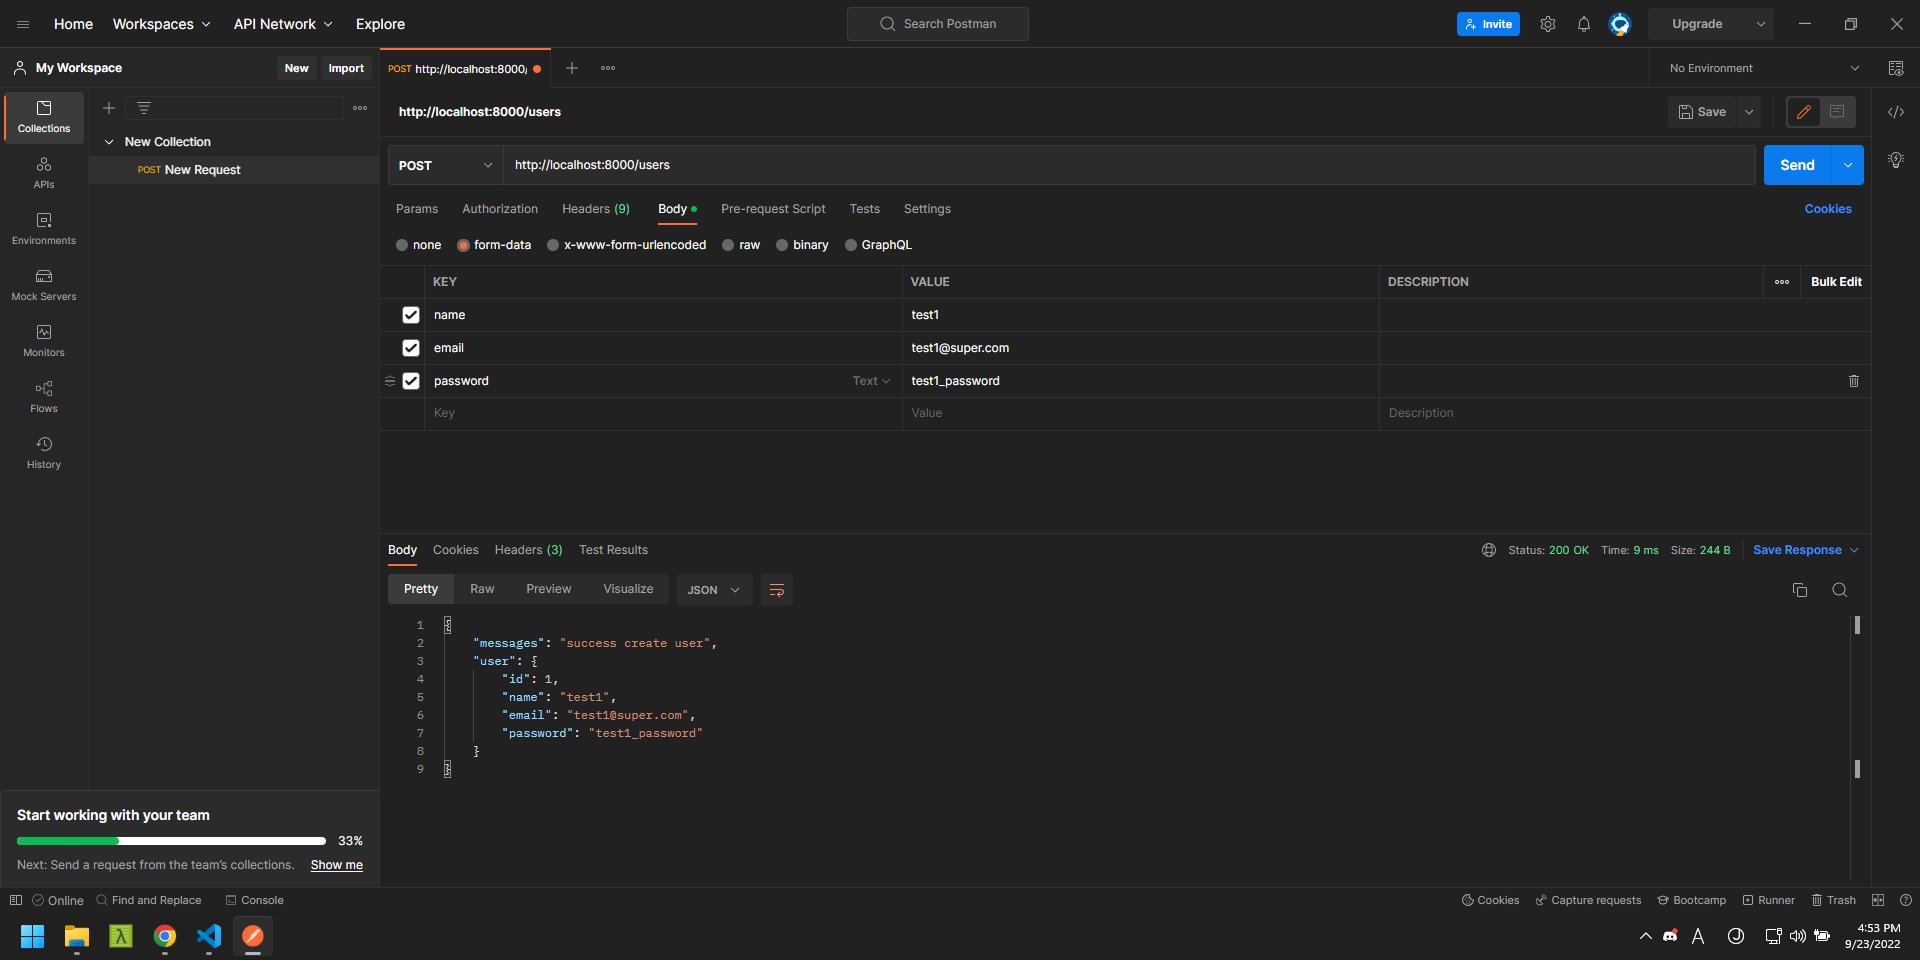 Home Workspaces API Network Explore Search Postman Invite Upgrade
My Workspace New Import POST http://localhost:8000/ No Environment
Collections
APIs
Environments
Mock Servers
Monitors
Flows
History
New Collection
POST New Request
http://localhost:8000/users Save
POST http://localhost:8000/users Send
Params Authorization Headers (9) Body Pre-request Script Tests Settings Cookies
none form-data x-www-form-urlencoded raw binary GraphQL
KEY VALUE DESCRIPTION Bulk Edit
name test1
email test1@super.com
password Text test1_password
Key Value Description
Body Cookies Headers (3) Test Results Status: 200 OK Time: 9 ms Size: 244 B Save Response
Pretty Raw Preview Visualize JSON
1 {
2 "messages": "success create user",
3 "user": {
4 "id": 1,
5 "name": "test1",
6 "email": "test1@super.com",
7 "password": "test1_password"
8 }
9 }
Start working with your team
33%
Next: Send a request from the team's collections. Show me
Online Find and Replace Console Cookies Capture requests Bootcamp Runner Trash
4:53 PM
9/23/2022